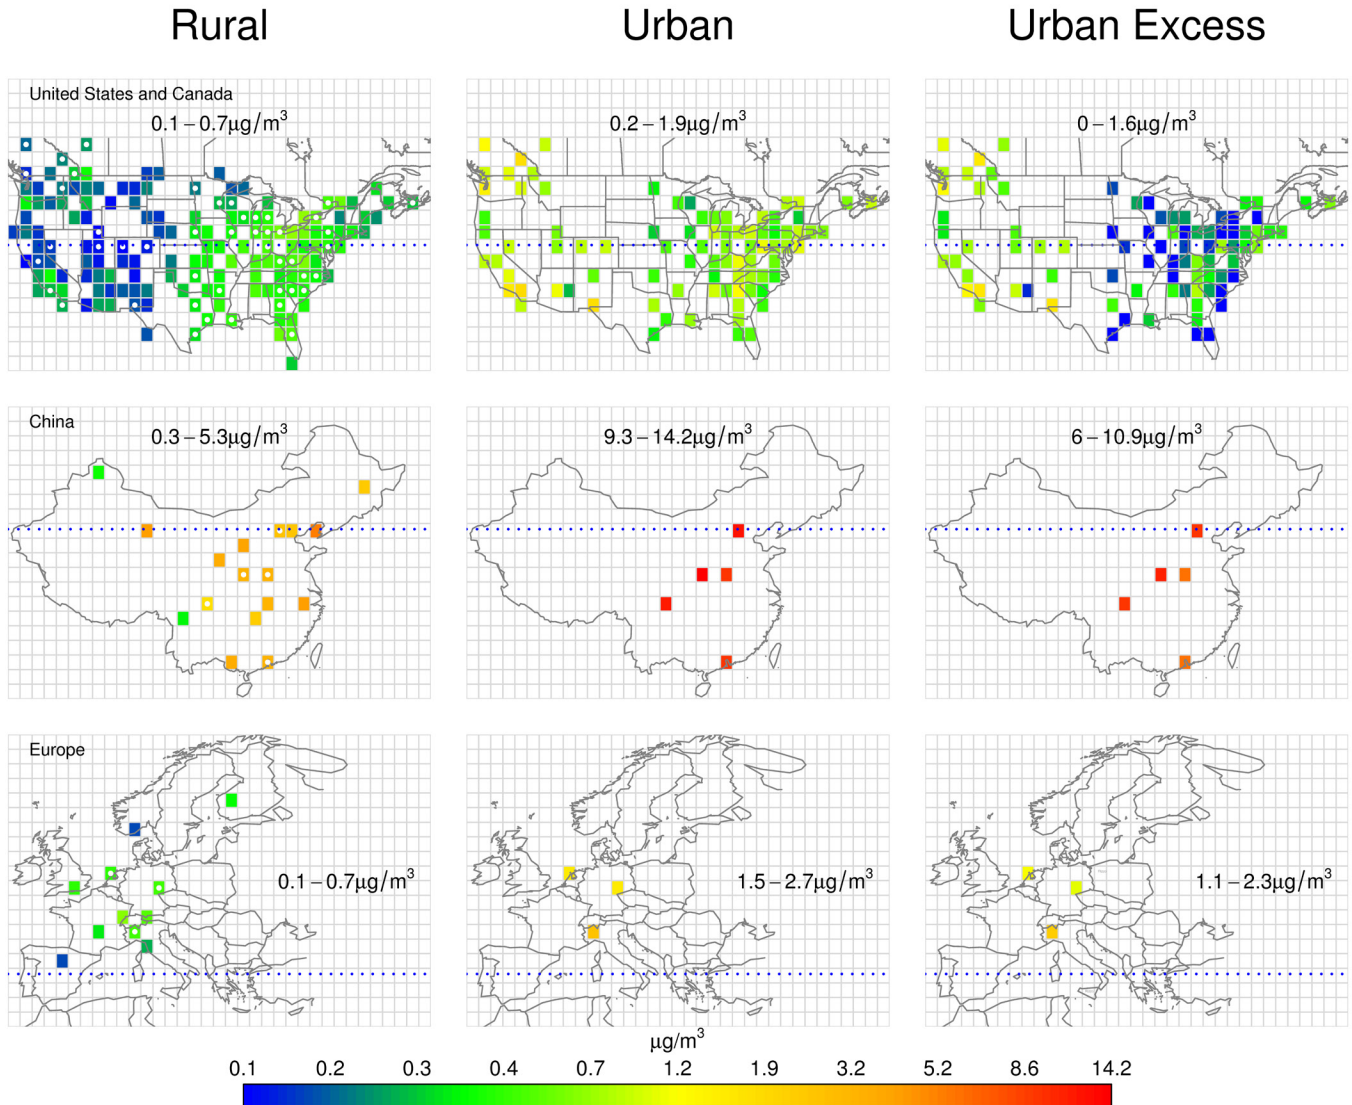 Rural Urban Urban Excess
United States and Canada
0.1 – 0.7µg/m³ 0.2 – 1.9µg/m³ 0 – 1.6µg/m³
China
0.3 – 5.3µg/m³ 9.3 – 14.2µg/m³ 6 – 10.9µg/m³
Europe
0.1 – 0.7µg/m³ 1.5 – 2.7µg/m³ 1.1 – 2.3µg/m³
µg/m³
0.1 0.2 0.3 0.4 0.7 1.2 1.9 3.2 5.2 8.6 14.2